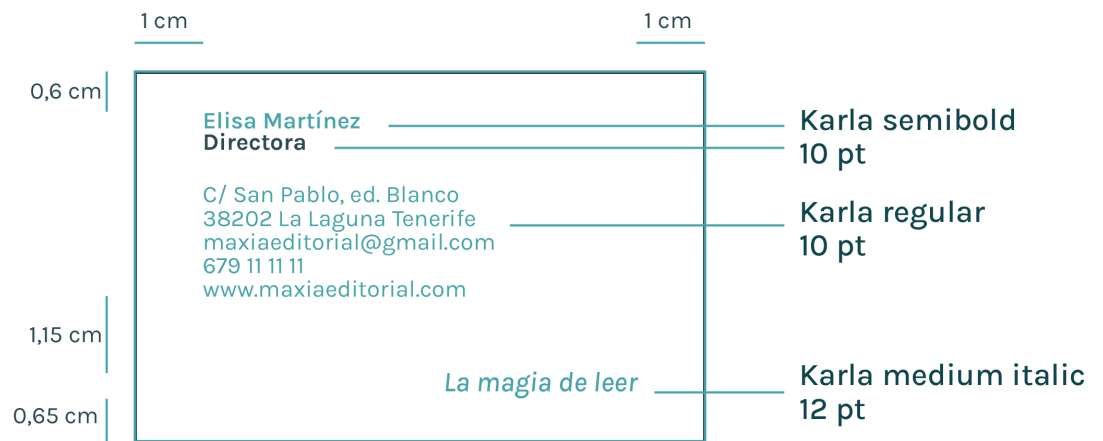 1 cm
1 cm
0,6 cm
Elisa Martínez
Directora
Karla semibold
10 pt
C/ San Pablo, ed. Blanco
38202 La Laguna Tenerife
maxiaeditorial@gmail.com
679 11 11 11
www.maxiaeditorial.com
Karla regular
10 pt
1,15 cm
La magia de leer
Karla medium italic
12 pt
0,65 cm